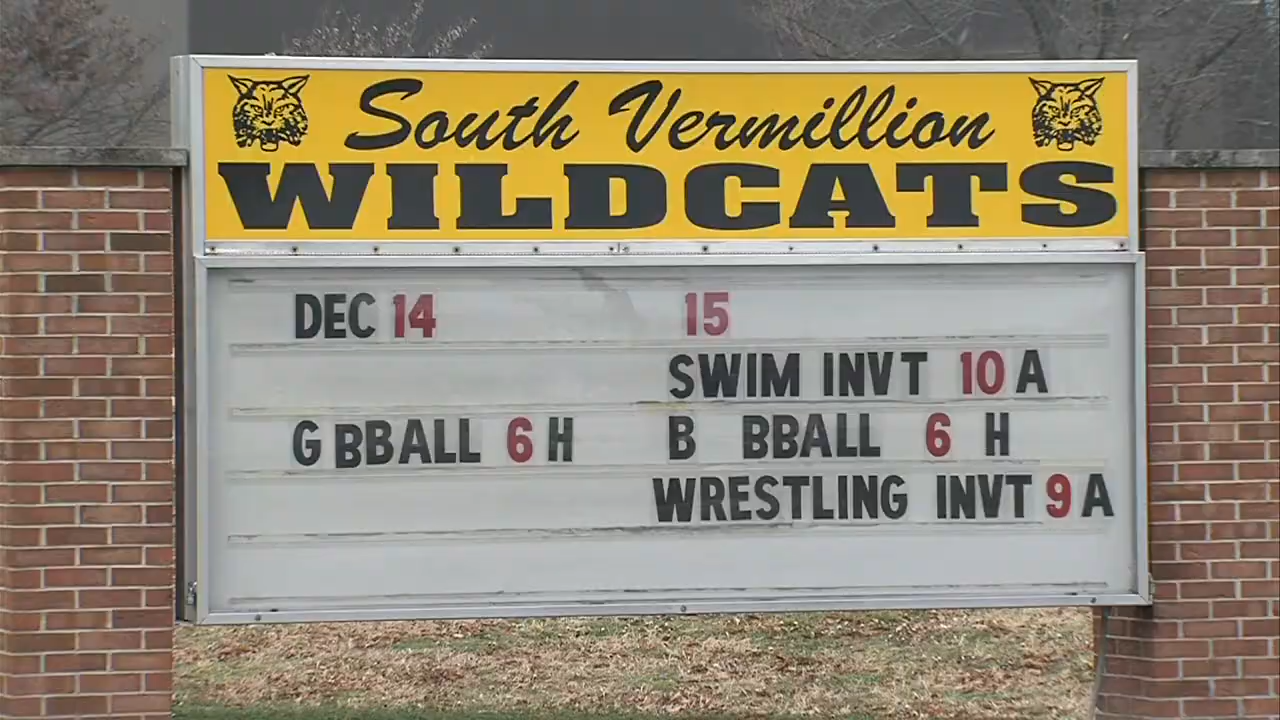 South Vermillion
WILDCATS
DEC 14 15
SWIM INVT 10 A
G BBALL 6 H B BBALL 6 H
WRESTLING INVT 9 A